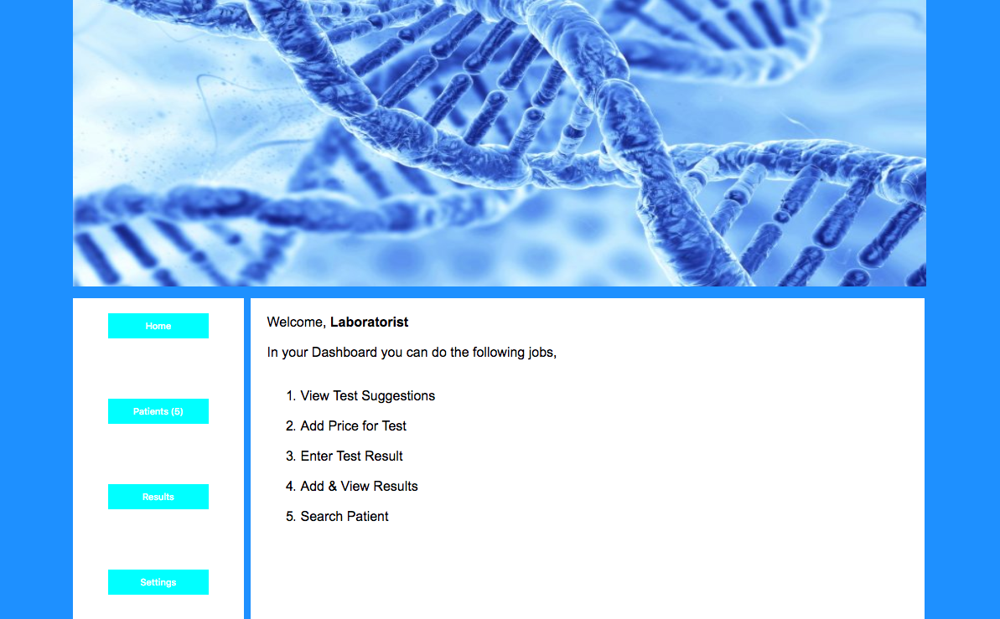 Home
Patients (5)
Results
Settings
Welcome, Laboratorist
In your Dashboard you can do the following jobs,
1. View Test Suggestions
2. Add Price for Test
3. Enter Test Result
4. Add & View Results
5. Search Patient